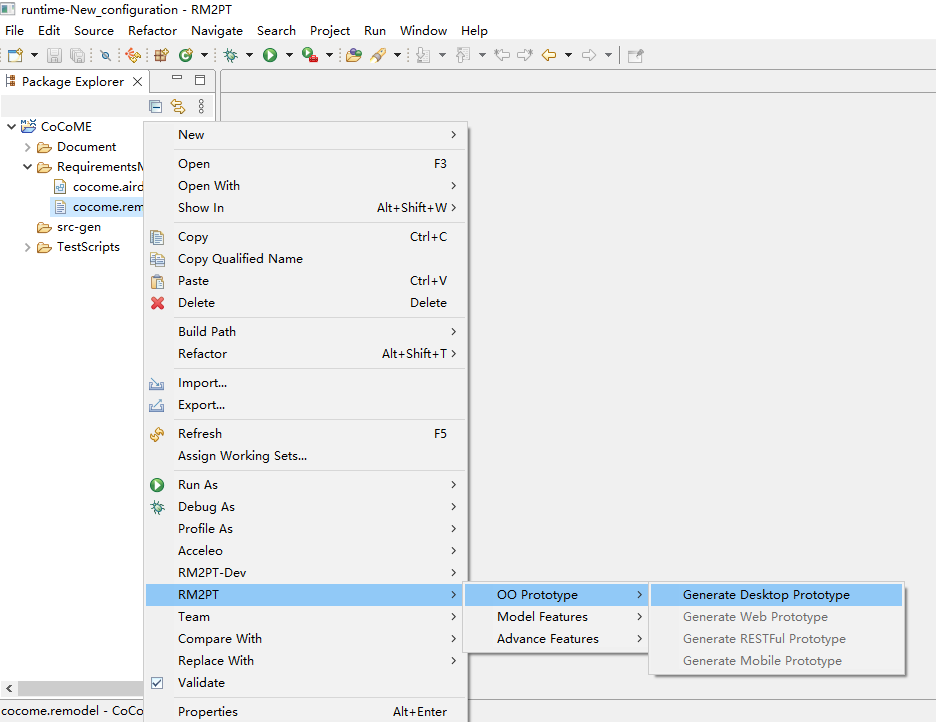 runtime-New_configuration - RM2PT
File Edit Source Refactor Navigate Search Project Run Window Help
Package Explorer
CoCoME
Document
RequirementsM
cocome.aird
cocome.rem
src-gen
TestScripts
New
Open F3
Open With
Show In Alt+Shift+W
Copy Ctrl+C
Copy Qualified Name
Paste Ctrl+V
Delete Delete
Build Path
Refactor Alt+Shift+T
Import...
Export...
Refresh F5
Assign Working Sets...
Run As
Debug As
Profile As
Acceleo
RM2PT-Dev
RM2PT
Team
Compare With
Replace With
Validate
Properties Alt+Enter
OO Prototype
Model Features
Advance Features
Generate Desktop Prototype
Generate Web Prototype
Generate RESTFul Prototype
Generate Mobile Prototype
cocome.remodel - CoCo